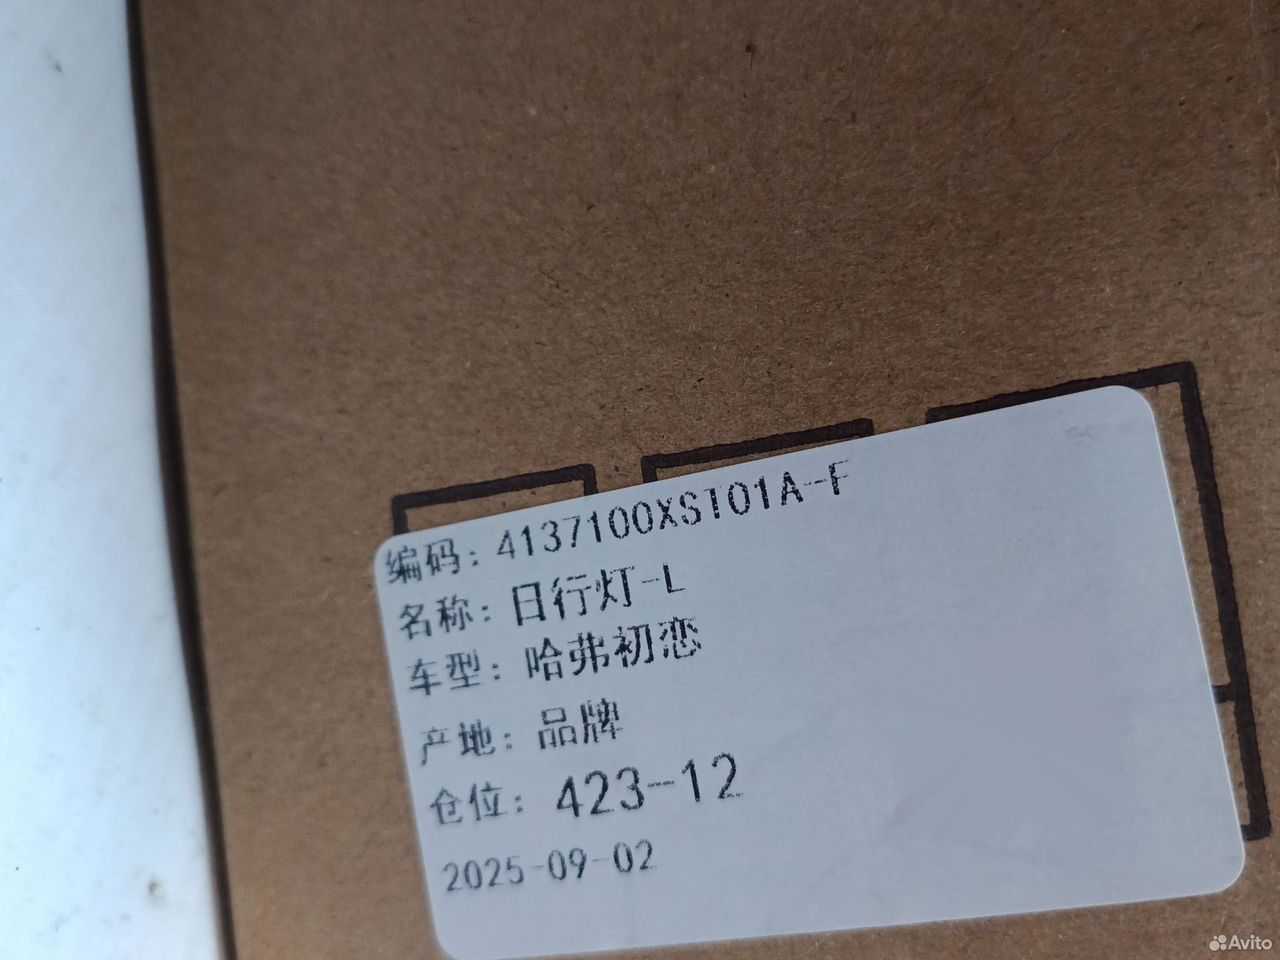 编码: 4137100XST01A-F
名称: 日行灯-L
车型: 哈弗初恋
产地: 品牌
仓位: 423-12
2025-09-02
Avito